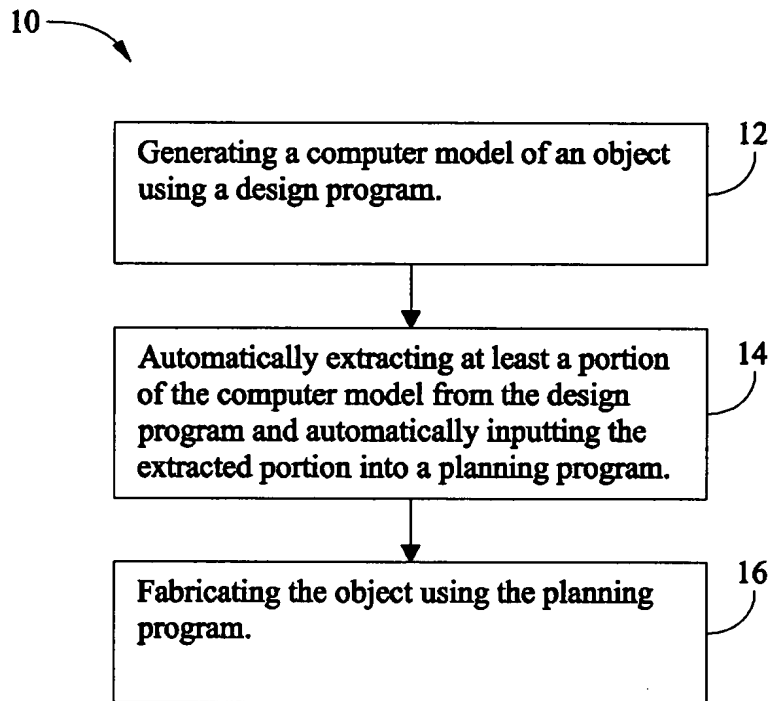 10
12
Generating a computer model of an object
using a design program.
14
Automatically extracting at least a portion
of the computer model from the design
program and automatically inputting the
extracted portion into a planning program.
16
Fabricating the object using the planning
program.